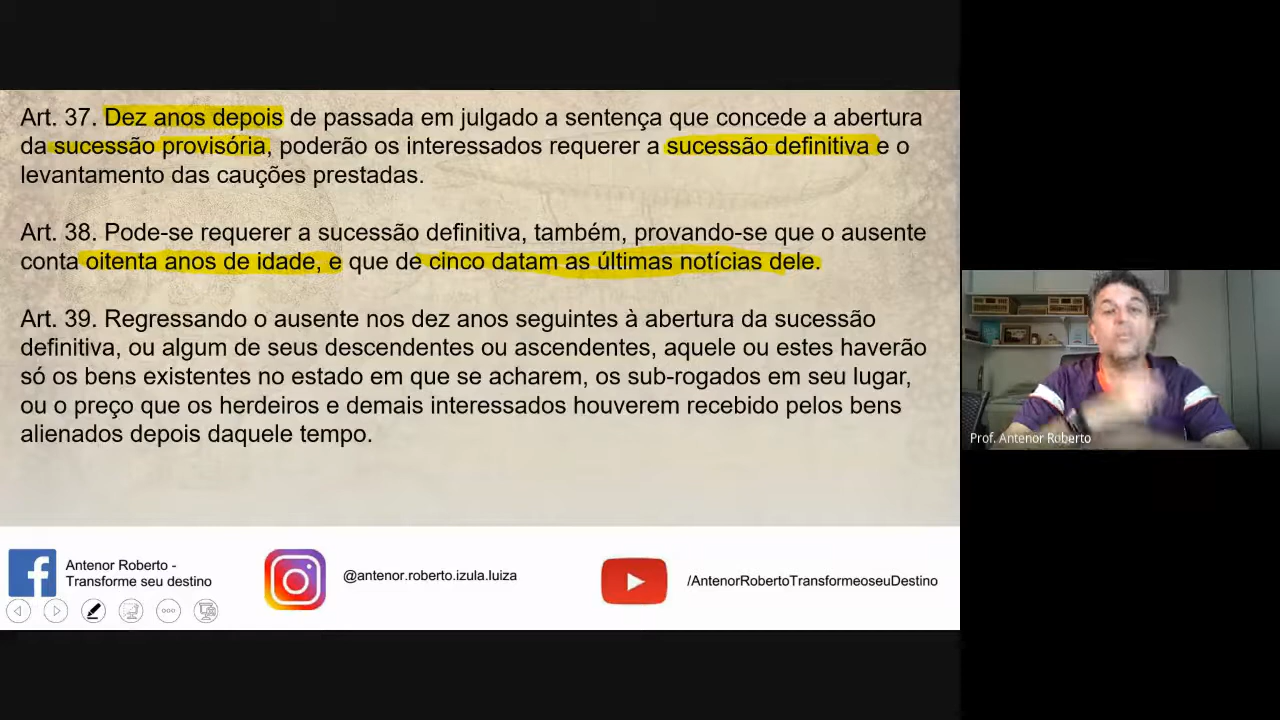 Art. 37. Dez anos depois de passada em julgado a sentença que concede a abertura
da sucessão provisória, poderão os interessados requerer a sucessão definitiva e o
levantamento das cauções prestadas.
Art. 38. Pode-se requerer a sucessão definitiva, também, provando-se que o ausente
conta oitenta anos de idade, e que de cinco datam as últimas notícias dele.
Art. 39. Regressando o ausente nos dez anos seguintes à abertura da sucessão
definitiva, ou algum de seus descendentes ou ascendentes, aquele ou estes haverão
só os bens existentes no estado em que se acharem, os sub-rogados em seu lugar,
ou o preço que os herdeiros e demais interessados houverem recebido pelos bens
alienados depois daquele tempo.
Prof. Antenor Roberto
Antenor Roberto -
Transforme seu destino
@antenor.roberto.izula.luiza
/AntenorRobertoTransformeoseuDestino